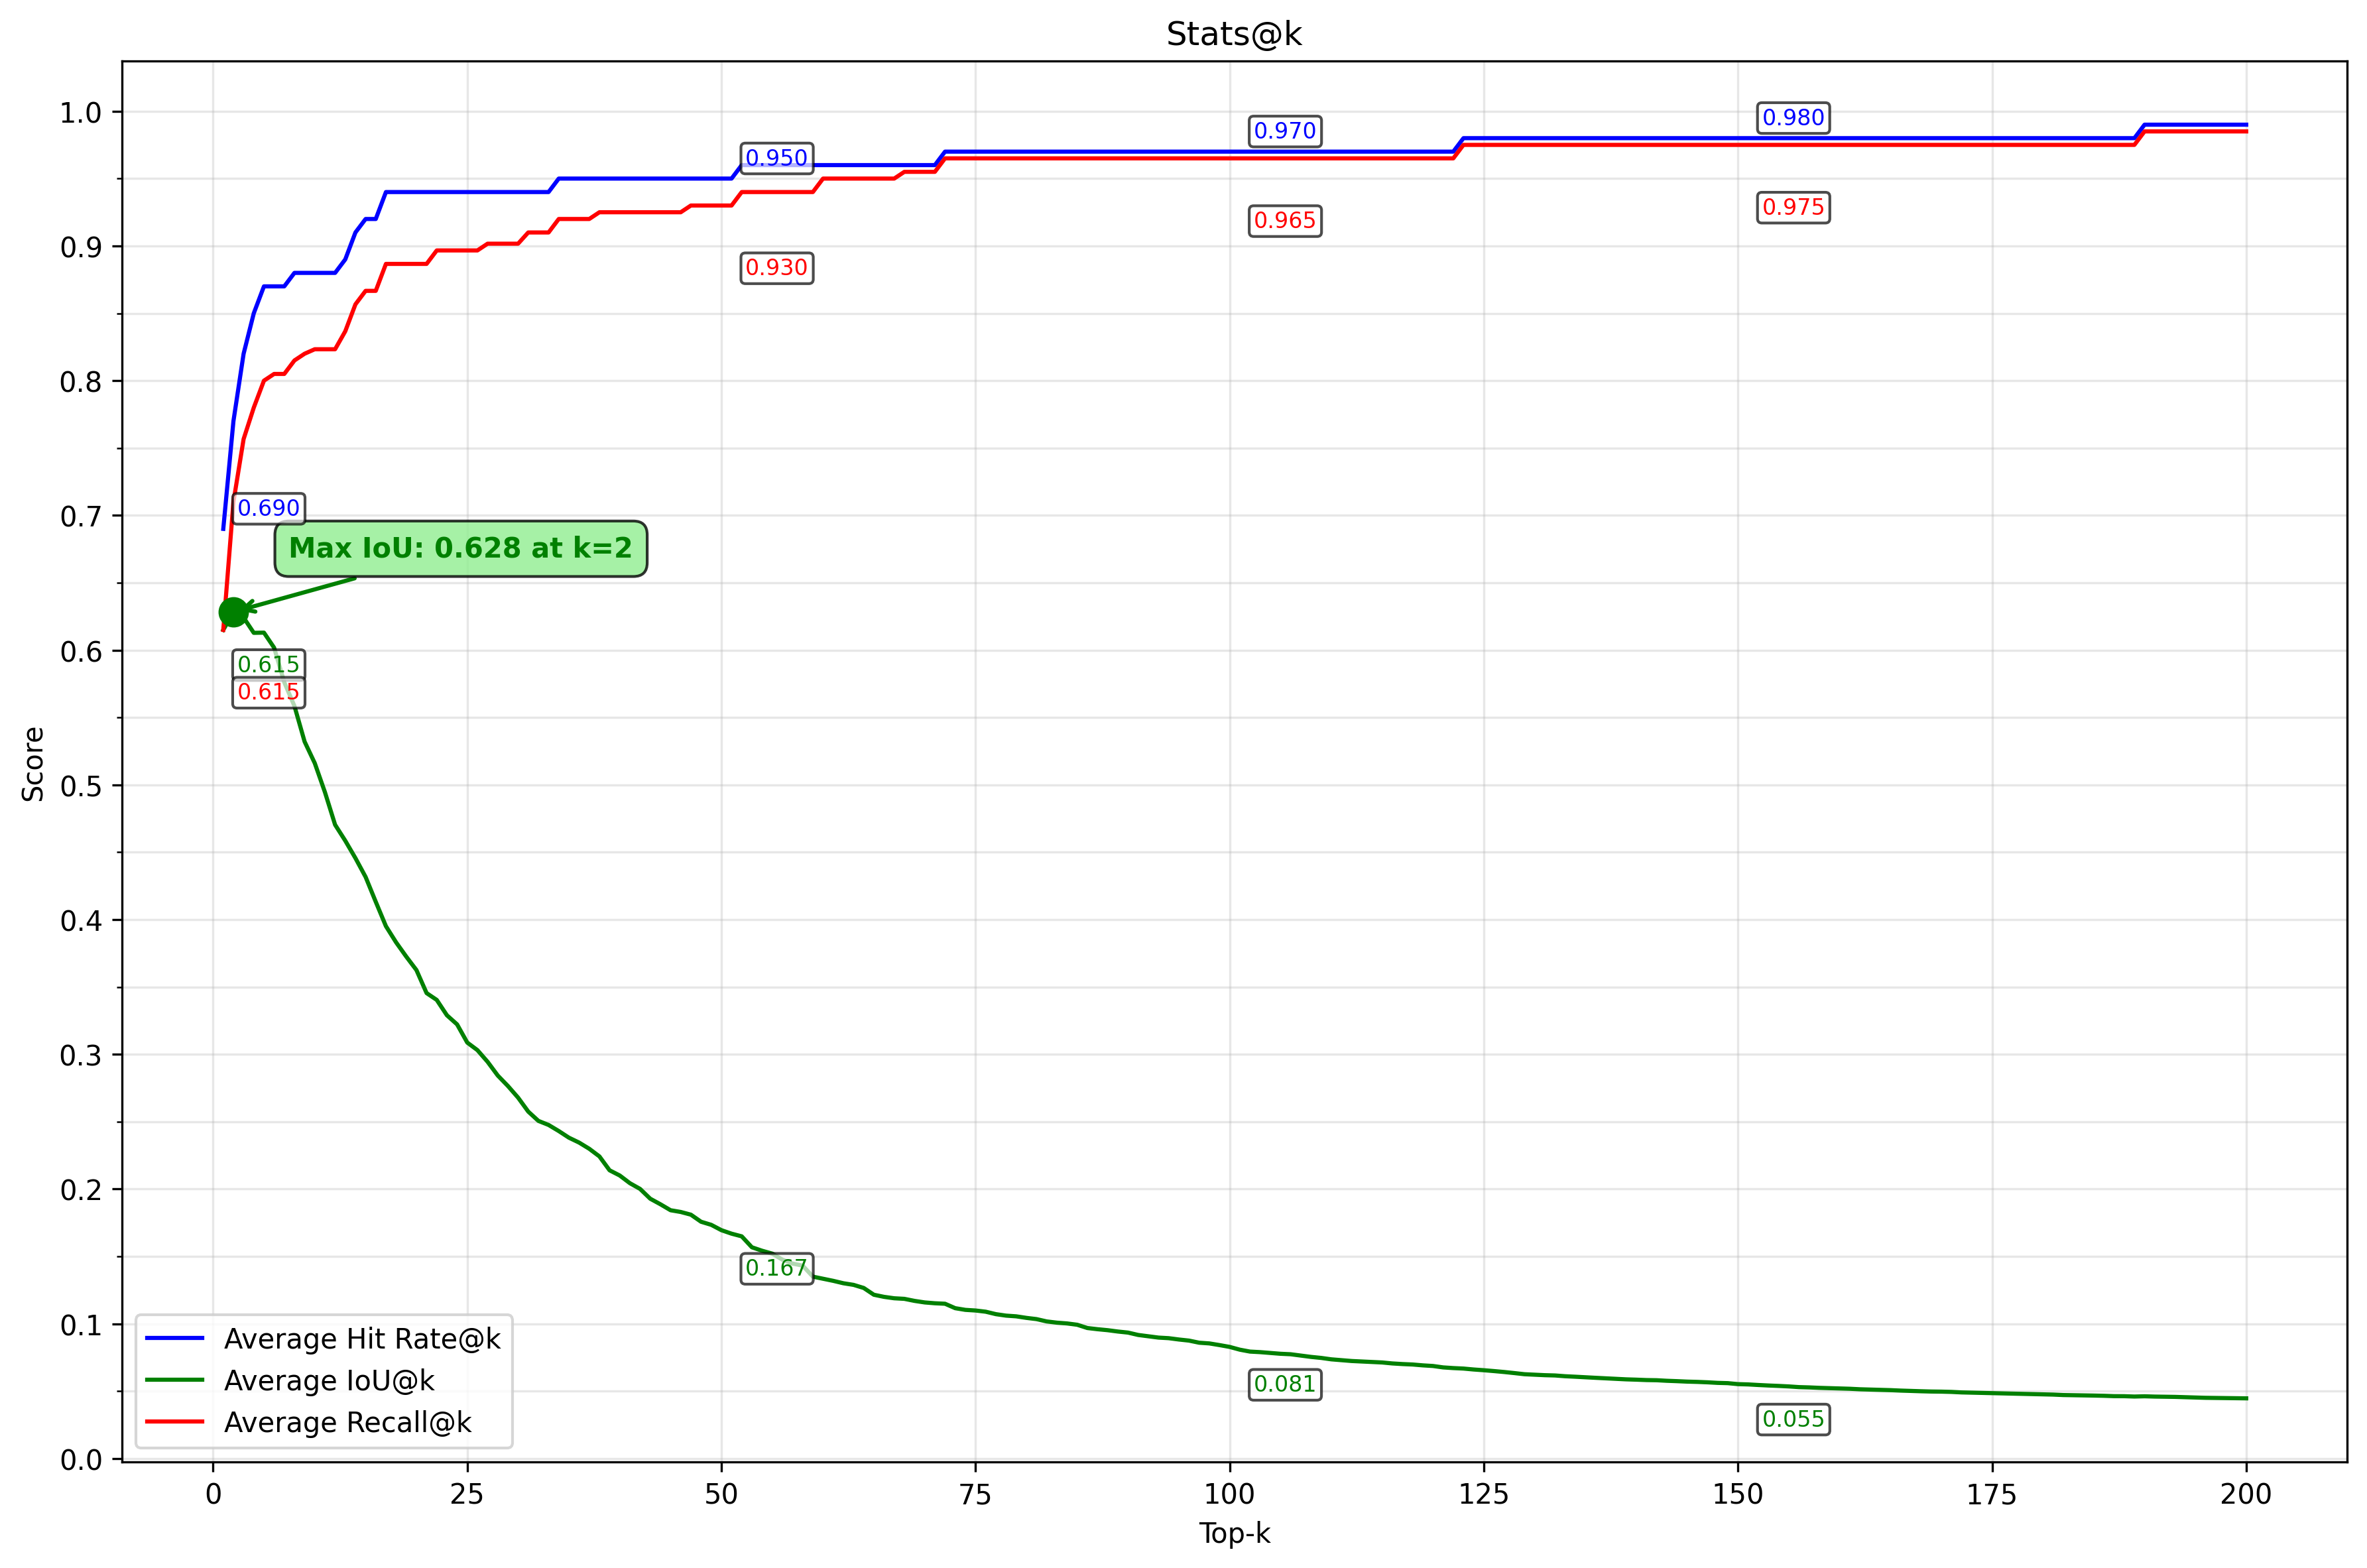 Stats@k
1.0
0.9
0.8
0.7
0.6
0.5
0.4
0.3
0.2
0.1
0.0
Score
0.690
0.950
0.970
0.980
0.615
0.930
0.965
0.975
Max IoU: 0.628 at k=2
0.615
0.167
0.081
0.055
Average Hit Rate@k
Average IoU@k
Average Recall@k
0 25 50 75 100 125 150 175 200
Top-k